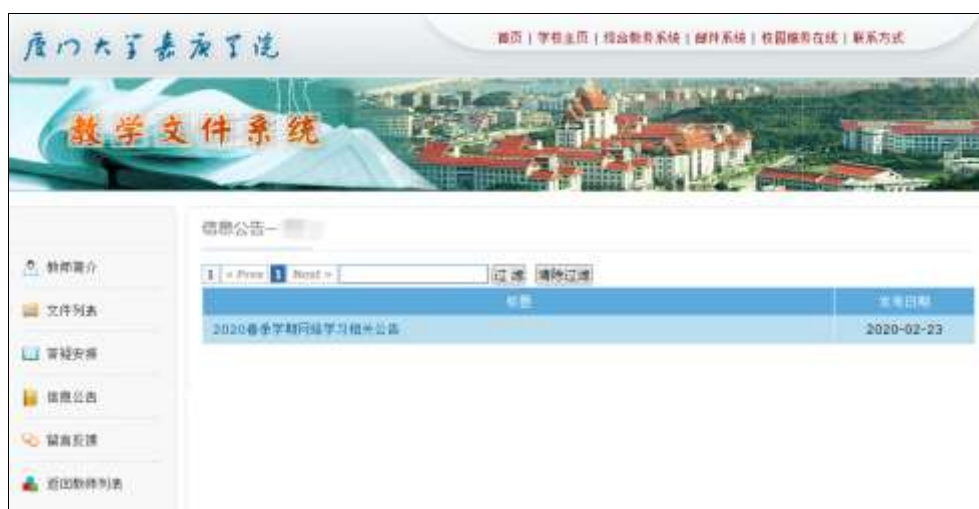 厦门大学嘉庚学院
首页 | 学校主页 | 综合教务系统 | 邮件系统 | 校园服务在线 | 联系方式
教学文件系统
信息公告—
教师简介
文件列表
答疑安排
信息公告
留言反馈
返回教师列表
1 < Prev 1 Next > 过滤 清除过滤
标题 发布日期
2020春季学期网络学习相关公告 2020-02-23